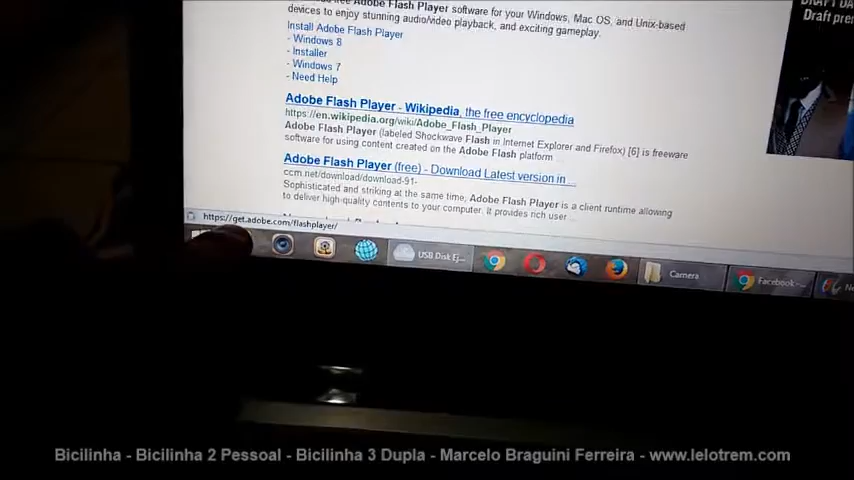 Adobe Flash Player software for your Windows, Mac OS, and Unix-based
devices to enjoy stunning audio/video playback, and exciting gameplay.
Install Adobe Flash Player
- Windows 8
- Installer
- Windows 7
- Need Help
Adobe Flash Player - Wikipedia, the free encyclopedia
https://en.wikipedia.org/wiki/Adobe_Flash_Player
Adobe Flash Player (labeled Shockwave Flash in Internet Explorer and Firefox) [6] is freeware
software for using content created on the Adobe Flash platform ...
Adobe Flash Player (free) - Download Latest version in ...
ccm.net/download/download-91-
Sophisticated and striking at the same time, Adobe Flash Player is a client runtime allowing
to deliver high-quality contents to your computer. It provides rich user ...
Draft pres
https://get.adobe.com/flashplayer/
USB Disk Ej...
Camera
Facebook -...
Bicilinha - Bicilinha 2 Pessoal - Bicilinha 3 Dupla - Marcelo Braguini Ferreira - www.lelotrem.com